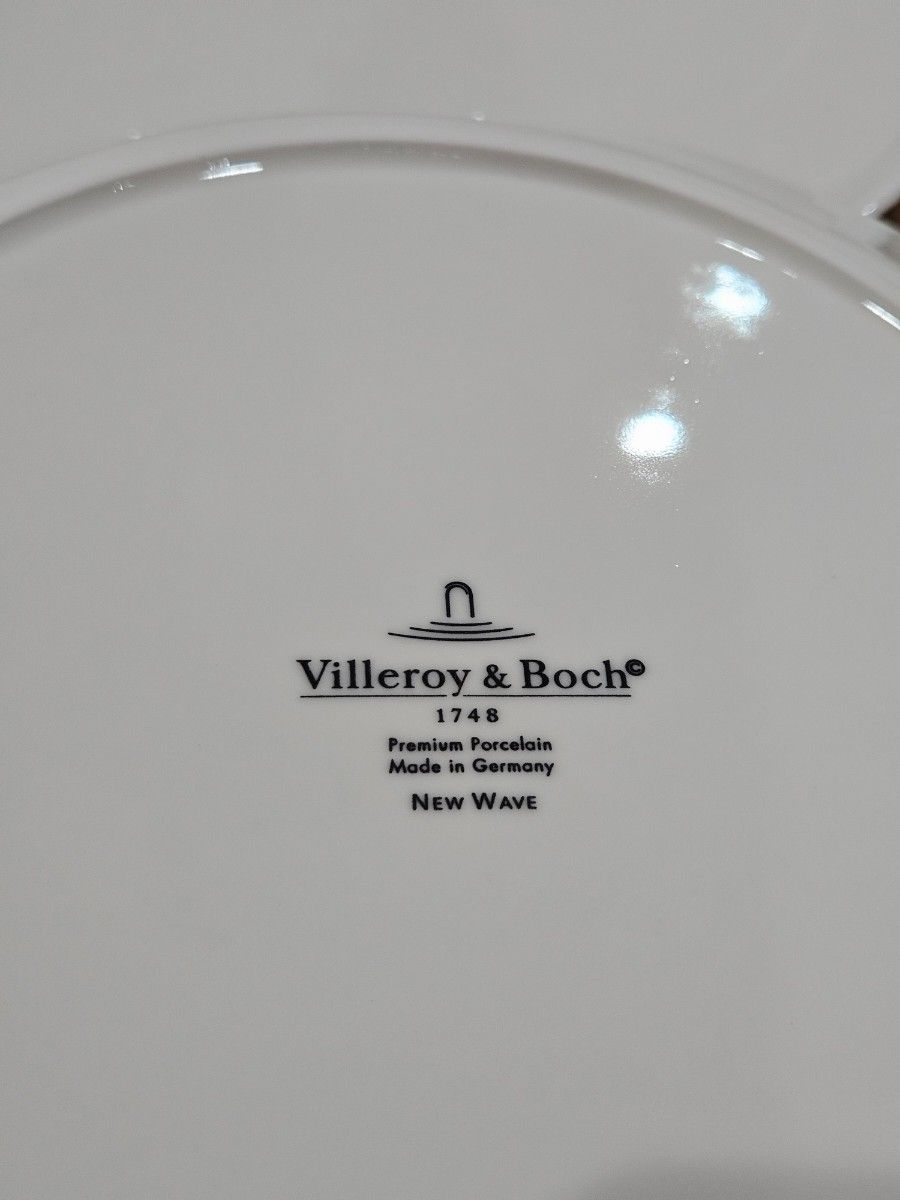 Villeroy & Boch©
1748
Premium Porcelain
Made in Germany
NEW WAVE